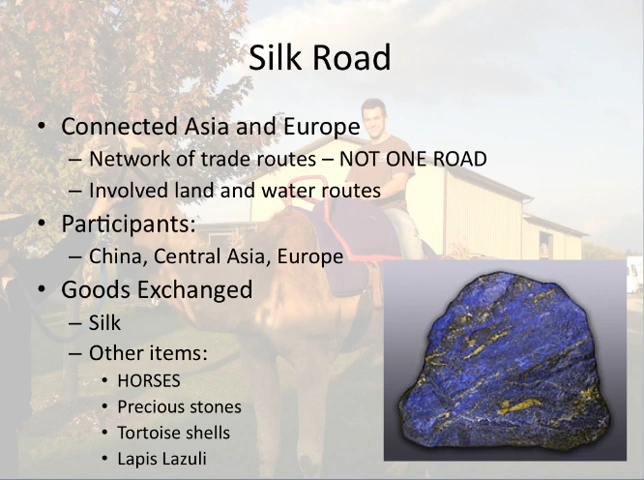 Silk Road
• Connected Asia and Europe
– Network of trade routes – NOT ONE ROAD
– Involved land and water routes
• Participants:
– China, Central Asia, Europe
• Goods Exchanged
– Silk
– Other items:
• HORSES
• Precious stones
• Tortoise shells
• Lapis Lazuli